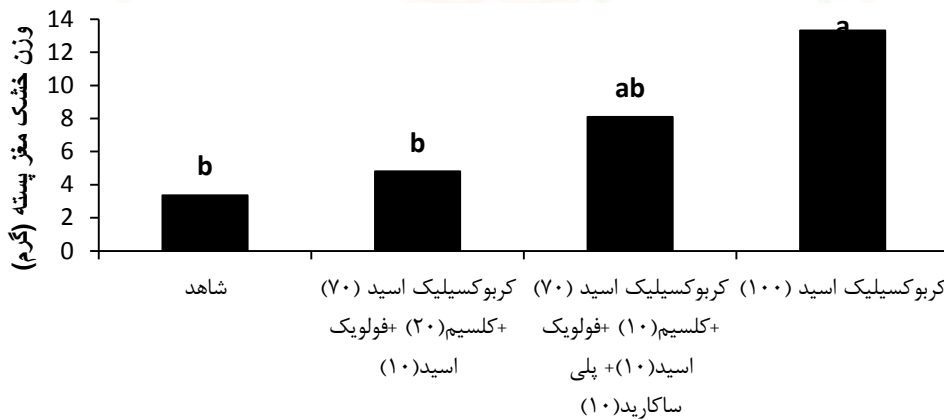 وزن خشک مغز پسته (گرم)
14
12
10
8
6
4
2
0
b
b
ab
a
شاهد
کربوکسیلیک اسید (۷۰)
+کلسیم(۲۰) +فولویک
اسید(۱۰)
کربوکسیلیک اسید (۷۰)
+کلسیم(۱۰) +فولویک
اسید(۱۰)+ پلی
ساکارید(۱۰)
کربوکسیلیک اسید (۱۰۰)